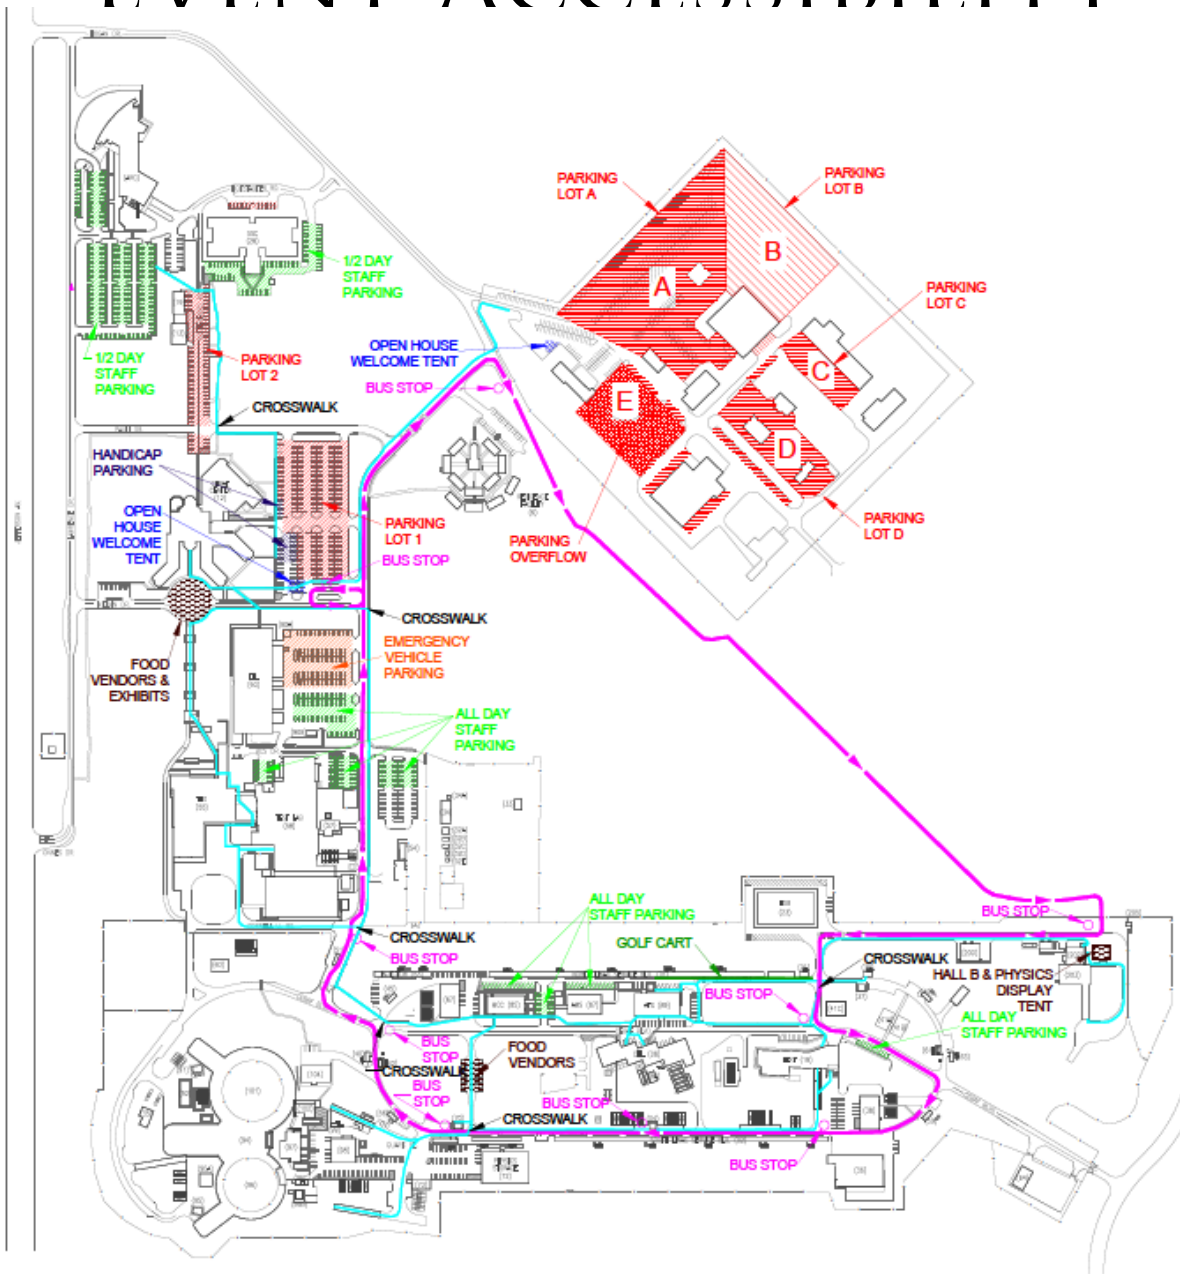 EVENT ACCESSIBILITY
PARKING
LOT A
PARKING
LOT B
B
A
1/2 DAY
STAFF
PARKING
PARKING
LOT C
OPEN HOUSE
WELCOME TENT
1/2 DAY
STAFF
PARKING
PARKING
LOT 2
BUS STOP
C
E
CROSSWALK
D
HANDICAP
PARKING
OPEN
HOUSE
WELCOME
TENT
PARKING
LOT 1
PARKING
LOT D
PARKING
OVERFLOW
BUS STOP
CROSSWALK
EMERGENCY
VEHICLE
PARKING
FOOD
VENDORS &
EXHIBITS
ALL DAY
STAFF
PARKING
ALL DAY
STAFF PARKING
BUS STOP
CROSSWALK
GOLF CART
BUS STOP
CROSSWALK
HALL B & PHYSICS
DISPLAY
TENT
BUS STOP
ALL DAY
STAFF PARKING
BUS
STOP
FOOD
VENDORS
CROSSWALK
BUS
STOP
BUS STOP
CROSSWALK
BUS STOP